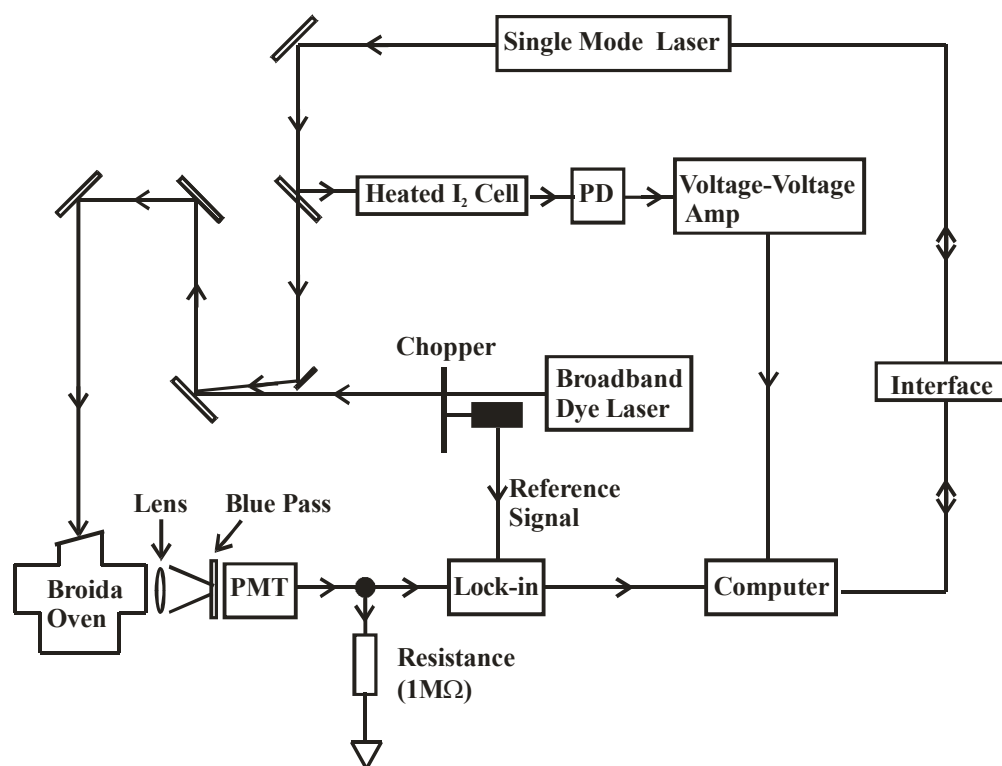 Single Mode Laser
Heated I₂ Cell
PD
Voltage-Voltage
Amp
Chopper
Broadband
Dye Laser
Interface
Reference
Signal
Lens
Blue Pass
Broida
Oven
PMT
Lock-in
Computer
Resistance
(1MΩ)